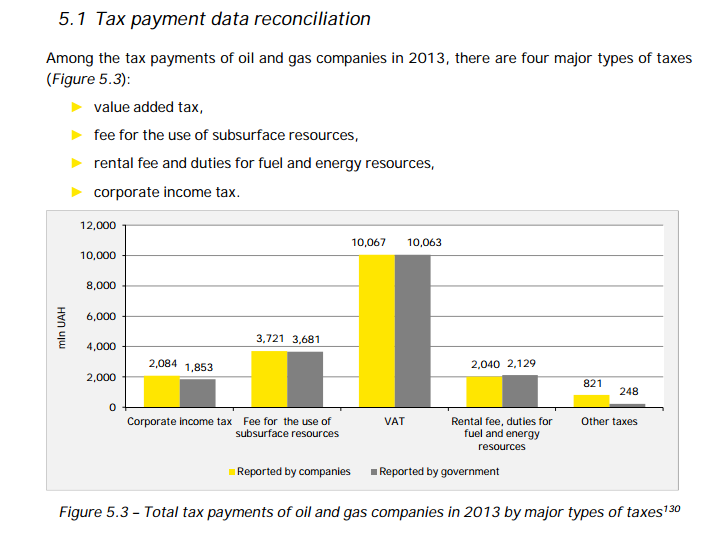 5.1 Tax payment data reconciliation
Among the tax payments of oil and gas companies in 2013, there are four major types of taxes
(Figure 5.3):
value added tax,
fee for the use of subsurface resources,
rental fee and duties for fuel and energy resources,
corporate income tax.
12,000
10,000
8,000
6,000
4,000
2,000
0
mln UAH
2,084 1,853
3,721 3,681
10,067 10,063
2,040 2,129
821 248
Corporate income tax
Fee for the use of
subsurface resources
VAT
Rental fee, duties for
fuel and energy
resources
Other taxes
Reported by companies
Reported by government
Figure 5.3 – Total tax payments of oil and gas companies in 2013 by major types of taxes¹³⁰